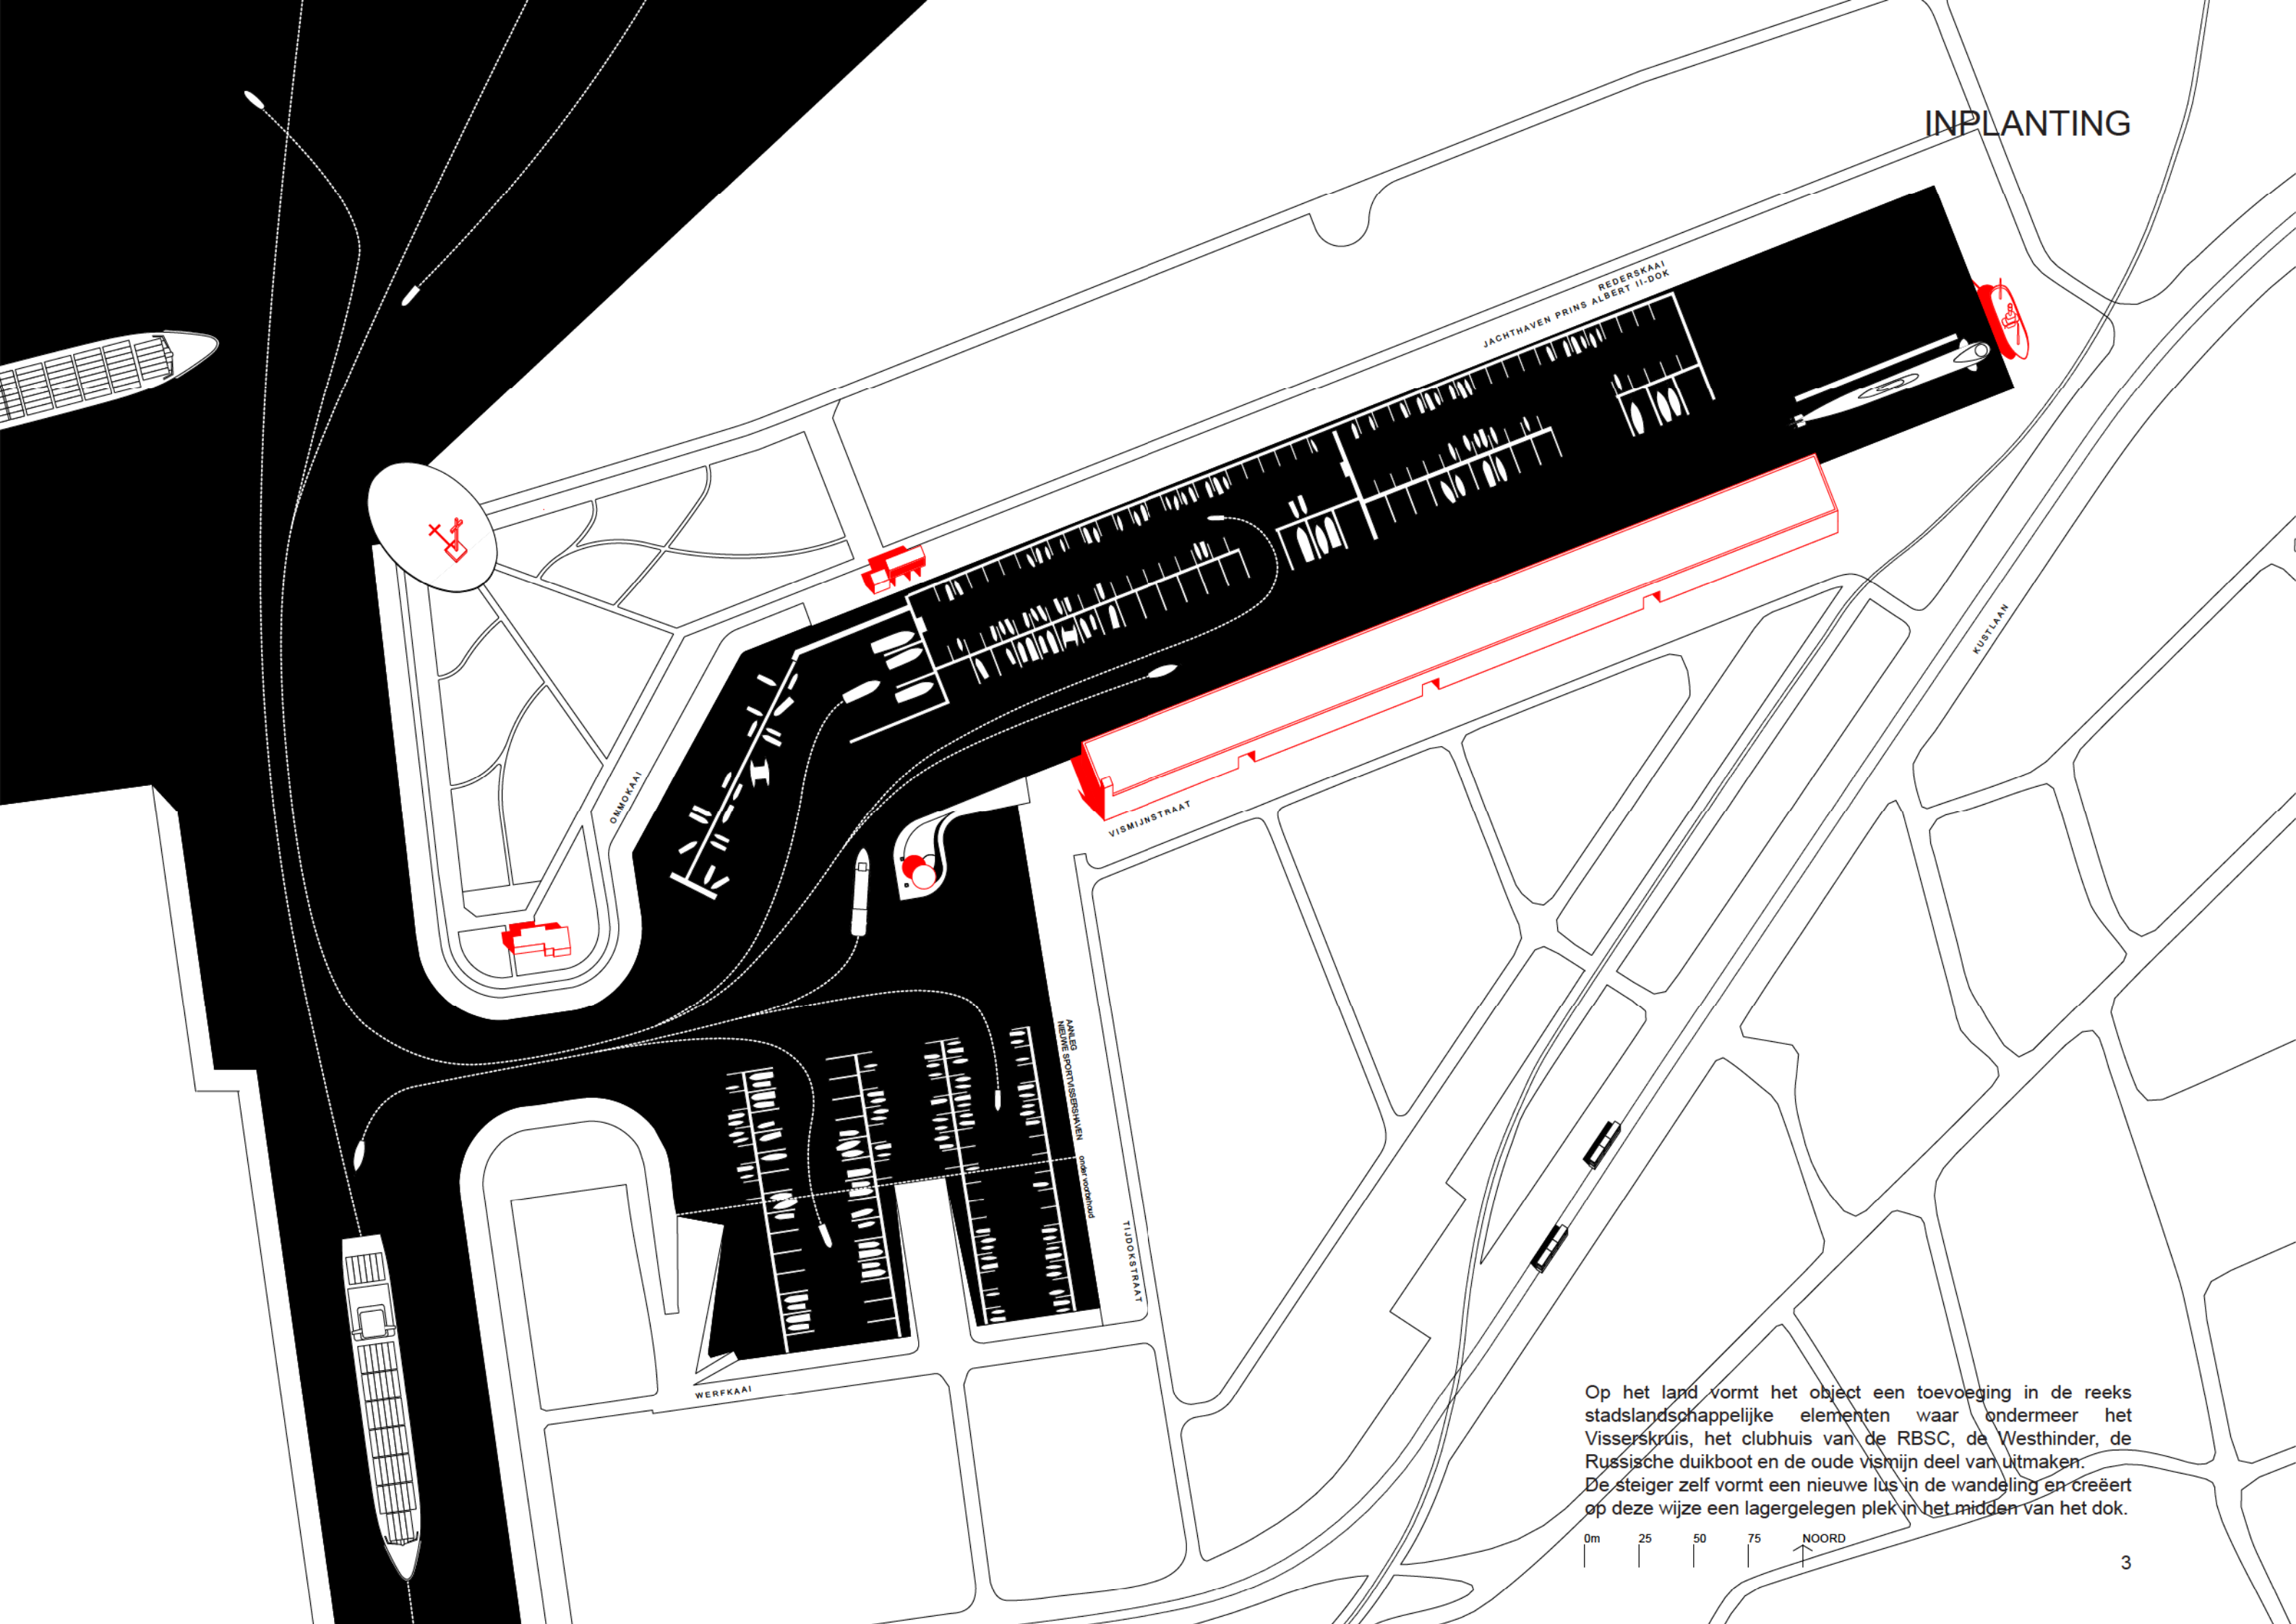 INPLANTING
REDERSKAAI
JACHTHAVEN PRINS ALBERT II-DOK
KUSTLAAN
OMMOKAAI
VISMIJNSTRAAT
AANLEG
NIEUWE SPORTVISSERSHAVEN
onder voorbehoud
TIJDOKSTRAAT
WERFKAAI
Op het land vormt het object een toevoeging in de reeks
stadslandschappelijke elementen waar ondermeer het
Visserskruis, het clubhuis van de RBSC, de Westhinder, de
Russische duikboot en de oude vismijn deel van uitmaken.
De steiger zelf vormt een nieuwe lus in de wandeling en creëert
op deze wijze een lagergelegen plek in het midden van het dok.
0m 25 50 75 NOORD
3